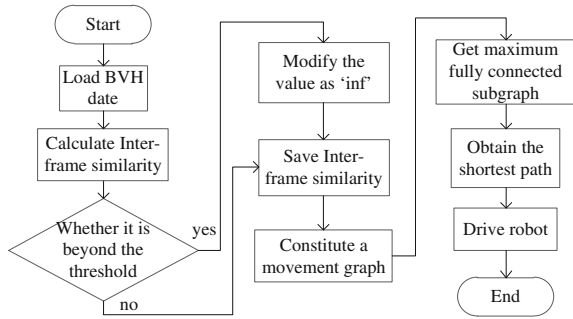 Start
Load BVH
date
Calculate Inter-
frame similarity
Whether it is
beyond the
threshold
yes
no
Modify the
value as ‘inf’
Save Inter-
frame similarity
Constitute a
movement graph
Get maximum
fully connected
subgraph
Obtain the
shortest path
Drive robot
End